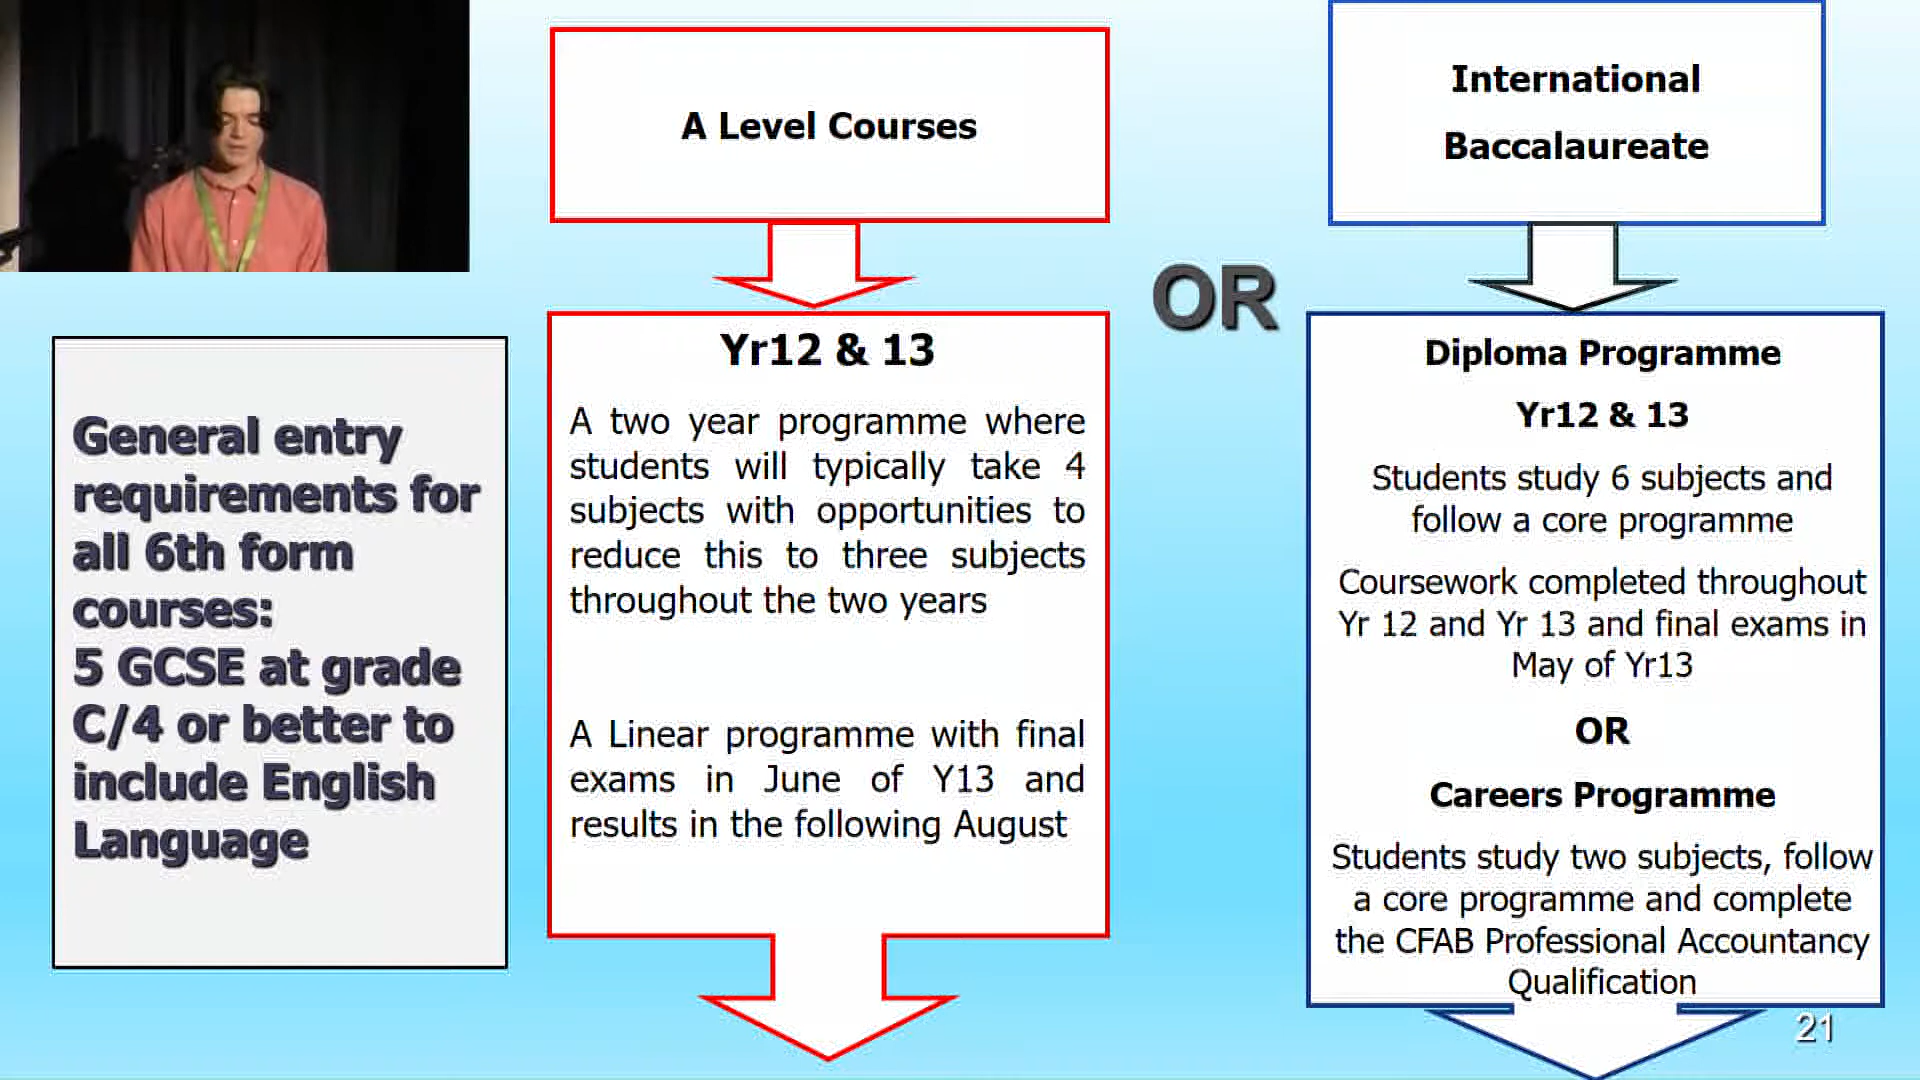 General entry
requirements for
all 6th form
courses:
5 GCSE at grade
C/4 or better to
include English
Language
A Level Courses
Yr12 & 13
A two year programme where
students will typically take 4
subjects with opportunities to
reduce this to three subjects
throughout the two years
A Linear programme with final
exams in June of Y13 and
results in the following August
OR
International
Baccalaureate
Diploma Programme
Yr12 & 13
Students study 6 subjects and
follow a core programme
Coursework completed throughout
Yr 12 and Yr 13 and final exams in
May of Yr13
OR
Careers Programme
Students study two subjects, follow
a core programme and complete
the CFAB Professional Accountancy
Qualification
21